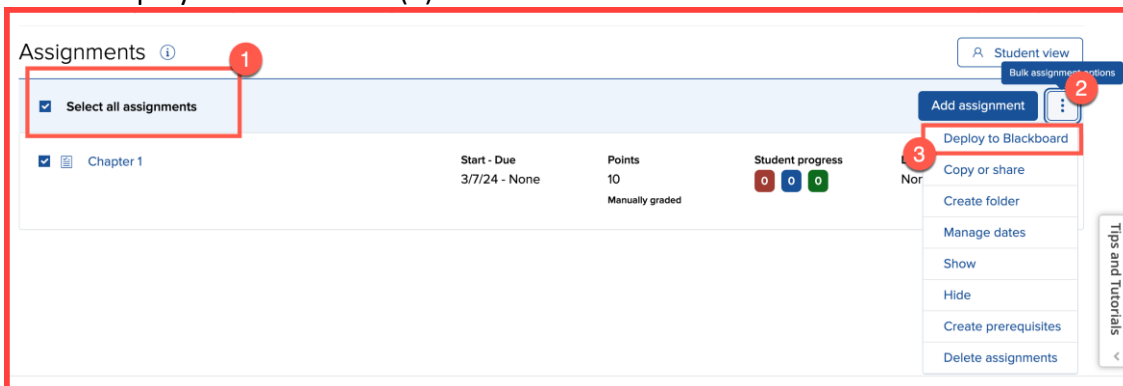 Assignments
1
Student view
Bulk assignment options
2
Select all assignments
Add assignment
Deploy to Blackboard
3
Chapter 1
Start - Due
Points
Student progress
Copy or share
3/7/24 - None
10
0 0 0
Manually graded
Create folder
Manage dates
Show
Hide
Create prerequisites
Delete assignments
Tips and Tutorials